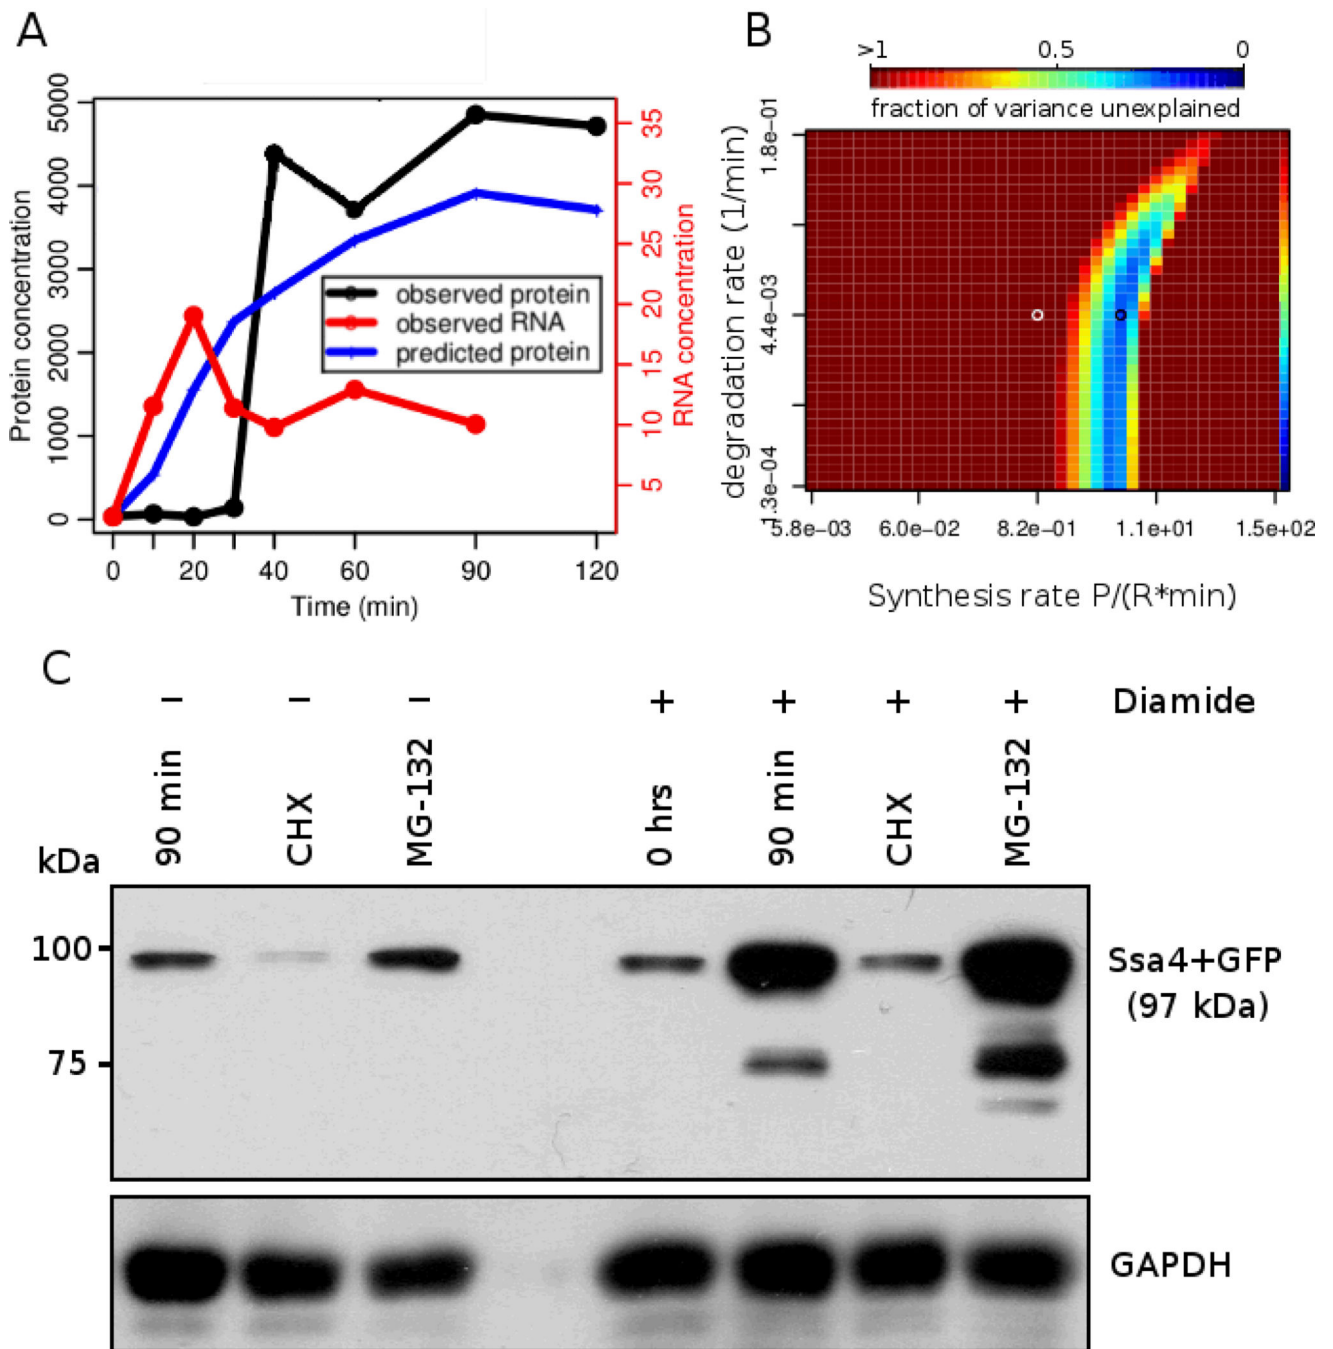 A
Protein concentration
0
1000
2000
3000
4000
5000
observed protein
observed RNA
predicted protein
5
10
15
20
25
30
35
RNA concentration
0
20
40
60
90
120
Time (min)
B
>1
0.5
0
fraction of variance unexplained
degradation rate (1/min)
1.8e−01
4.4e−03
1.3e−04
5.8e−03
6.0e−02
8.2e−01
1.1e+01
1.5e+02
Synthesis rate P/(R*min)
C
− − − + + + + Diamide
90 min CHX MG-132 0 hrs 90 min CHX MG-132
kDa
100
75
Ssa4+GFP
(97 kDa)
GAPDH